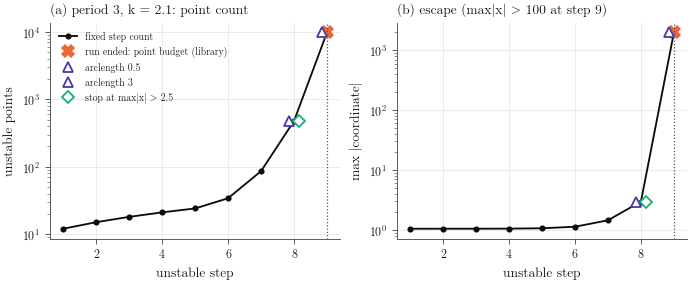 (a) period 3, k = 2.1: point count
10⁴
10³
10²
10¹
unstable points
fixed step count
run ended: point budget (library)
arclength 0.5
arclength 3
stop at max|x| > 2.5
2
4
6
8
unstable step
(b) escape (max|x| > 100 at step 9)
10³
10²
10¹
10⁰
max |coordinate|
2
4
6
8
unstable step